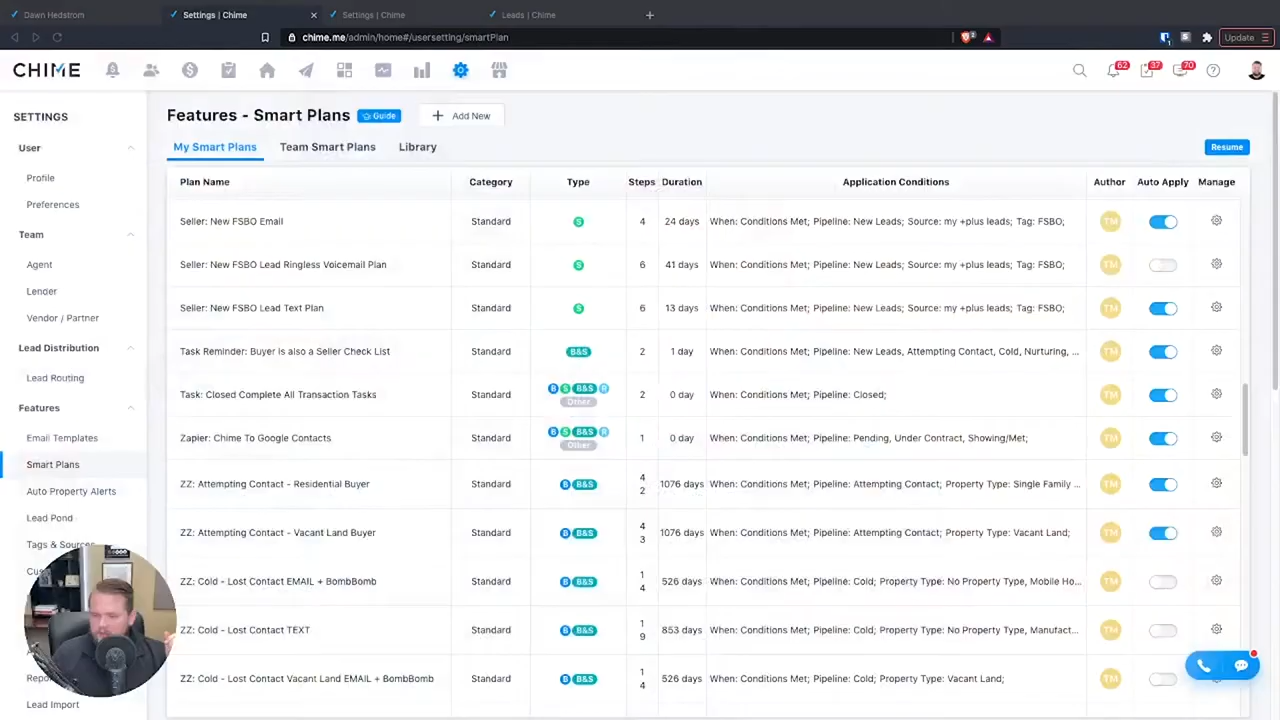 Dawn Hedstrom
Settings | Chime
Settings | Chime
Leads | Chime
chime.me/admin/home#/usersetting/smartPlan
Update
CHIME
62
37
70
SETTINGS
User
Profile
Preferences
Team
Agent
Lender
Vendor / Partner
Lead Distribution
Lead Routing
Features
Email Templates
Smart Plans
Auto Property Alerts
Lead Pond
Tags &
Lead Import
Features - Smart Plans
Guide
+ Add New
My Smart Plans
Team Smart Plans
Library
Resume
Plan Name Category Type Steps Duration Application Conditions Author Auto Apply Manage
Seller: New FSBO Email Standard S 4 24 days When: Conditions Met; Pipeline: New Leads; Source: my +plus leads; Tag: FSBO; TM
Seller: New FSBO Lead Ringless Voicemail Plan Standard S 6 41 days When: Conditions Met; Pipeline: New Leads; Source: my +plus leads; Tag: FSBO; TM
Seller: New FSBO Lead Text Plan Standard S 6 13 days When: Conditions Met; Pipeline: New Leads; Source: my +plus leads; Tag: FSBO; TM
Task Reminder: Buyer is also a Seller Check List Standard B&S 2 1 day When: Conditions Met; Pipeline: New Leads, Attempting Contact, Cold, Nurturing, ... TM
Task: Closed Complete All Transaction Tasks Standard B S B&S R Other 2 0 day When: Conditions Met; Pipeline: Closed; TM
Zapier: Chime To Google Contacts Standard B S B&S R Other 1 0 day When: Conditions Met; Pipeline: Pending, Under Contract, Showing/Met; TM
ZZ: Attempting Contact - Residential Buyer Standard B B&S 42 1076 days When: Conditions Met; Pipeline: Attempting Contact; Property Type: Single Family ... TM
ZZ: Attempting Contact - Vacant Land Buyer Standard B B&S 43 1076 days When: Conditions Met; Pipeline: Attempting Contact; Property Type: Vacant Land; TM
ZZ: Cold - Lost Contact EMAIL + BombBomb Standard B B&S 14 526 days When: Conditions Met; Pipeline: Cold; Property Type: No Property Type, Mobile Ho... TM
ZZ: Cold - Lost Contact TEXT Standard B B&S 19 853 days When: Conditions Met; Pipeline: Cold; Property Type: No Property Type, Manufact... TM
ZZ: Cold - Lost Contact Vacant Land EMAIL + BombBomb Standard B B&S 14 526 days When: Conditions Met; Pipeline: Cold; Property Type: Vacant Land; TM